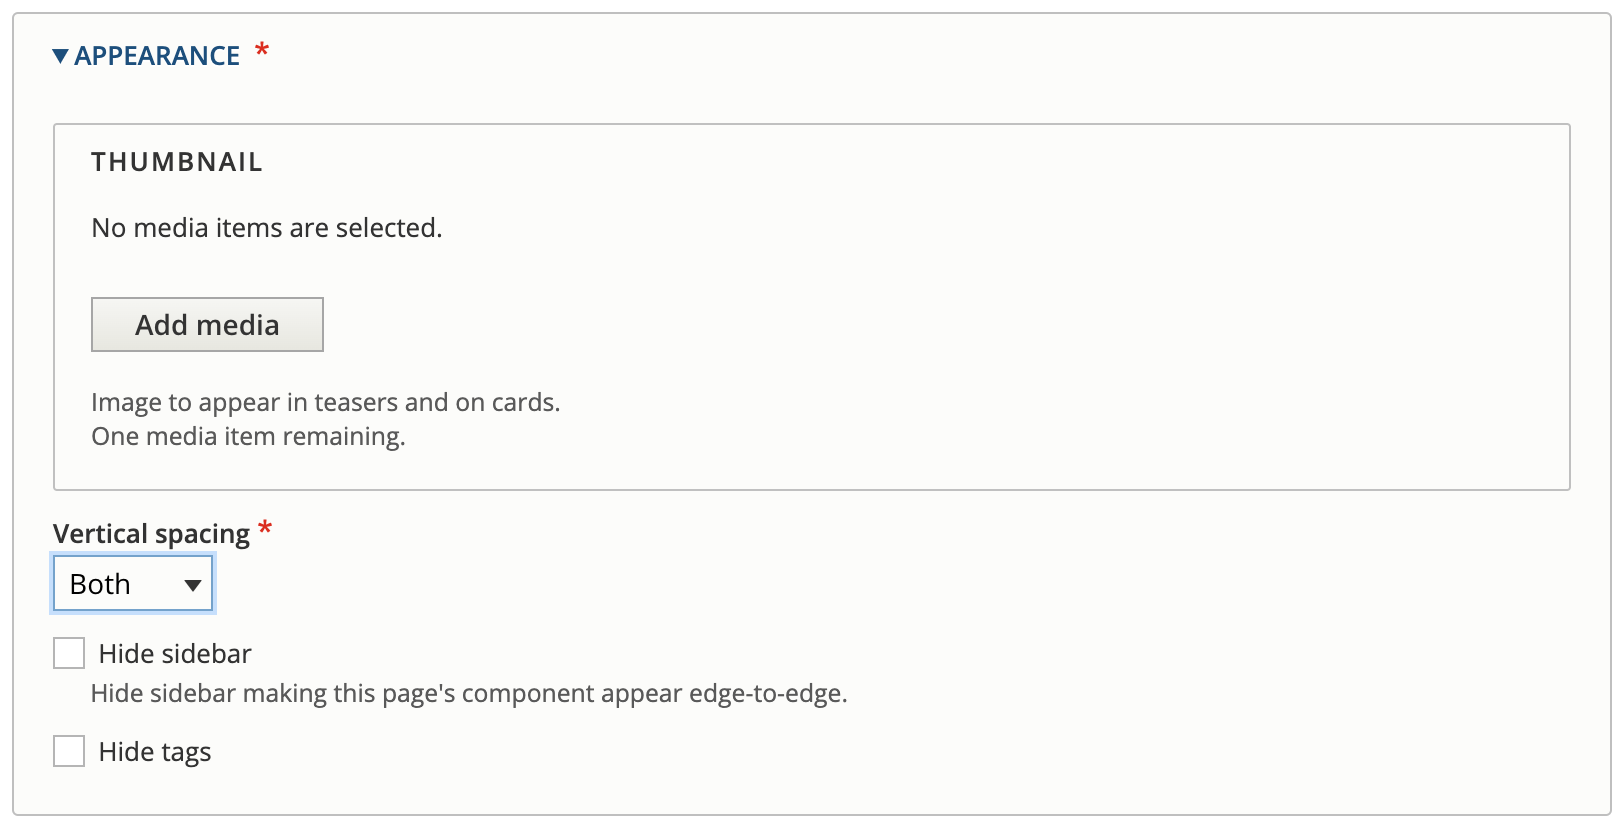 APPEARANCE *
THUMBNAIL
No media items are selected.
Add media
Image to appear in teasers and on cards.
One media item remaining.
Vertical spacing *
Both
Hide sidebar
Hide sidebar making this page's component appear edge-to-edge.
Hide tags